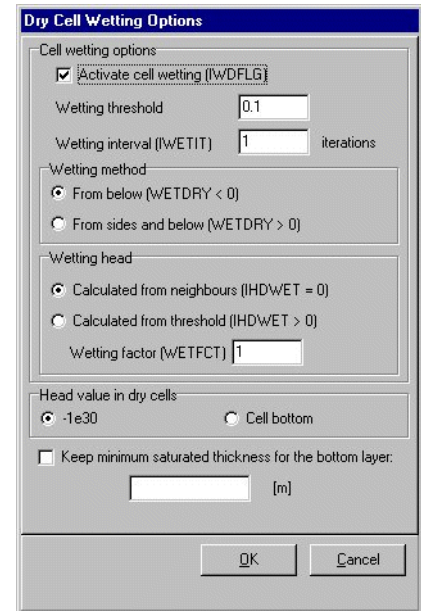 Dry Cell Wetting Options
Cell wetting options
Activate cell wetting (IWDFLG)
Wetting threshold 0.1
Wetting interval (IWETIT) 1 iterations
Wetting method
From below (WETDRY < 0)
From sides and below (WETDRY > 0)
Wetting head
Calculated from neighbours (IHDWET = 0)
Calculated from threshold (IHDWET > 0)
Wetting factor (WETFCT) 1
Head value in dry cells
-1e30 Cell bottom
Keep minimum saturated thickness for the bottom layer:
[m]
OK Cancel